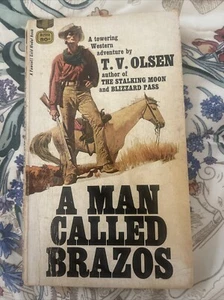 A towering
Western
adventure by
T. V. OLSEN
author of
THE STALKING MOON
and BLIZZARD PASS
A MAN
CALLED
BRAZOS